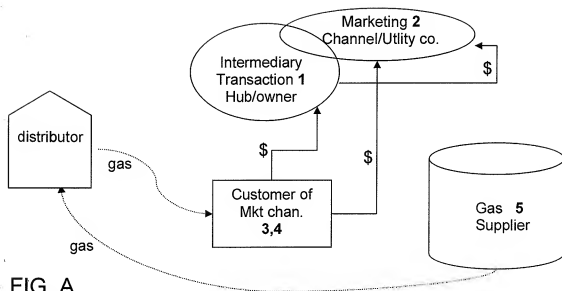 Marketing 2
Channel/Utlity co.
Intermediary
Transaction 1
Hub/owner
$
distributor
gas
$
$
Customer of
Mkt chan.
3,4
Gas 5
Supplier
gas
FIG. A